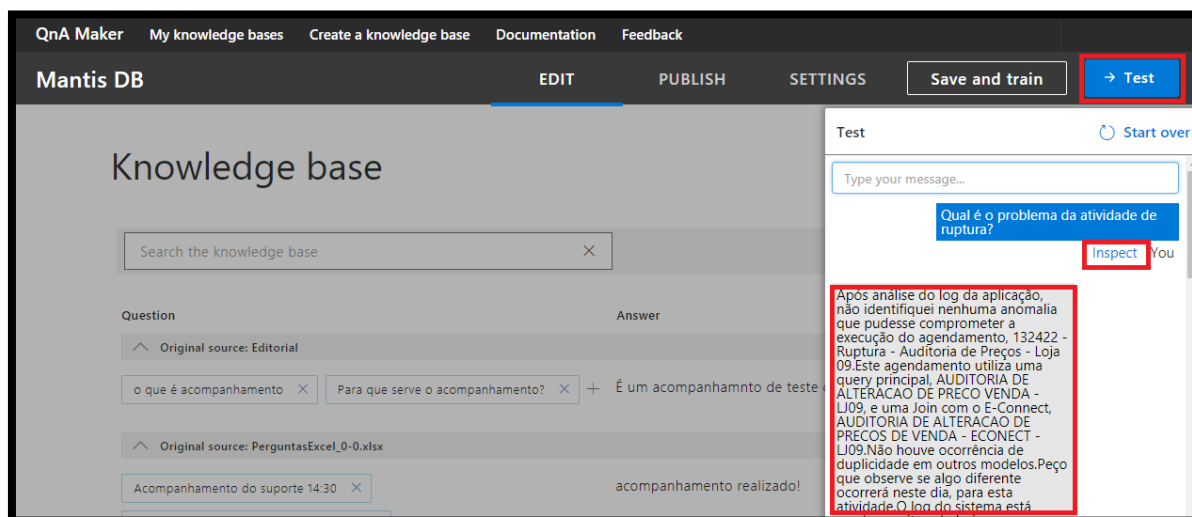 QnA Maker My knowledge bases Create a knowledge base Documentation Feedback
Mantis DB EDIT PUBLISH SETTINGS Save and train → Test
Knowledge base
Search the knowledge base
Question Answer
Original source: Editorial
o que é acompanhamento Para que serve o acompanhamento? É um acompanhamnto de teste
Original source: PerguntasExcel_0-0.xlsx
Acompanhamento do suporte 14:30 acompanhamento realizado!
Test Start over
Type your message...
Qual é o problema da atividade de
ruptura?
Inspect You
Após análise do log da aplicação,
não identifiquei nenhuma anomalia
que pudesse comprometer a
execução do agendamento, 132422 -
Ruptura - Auditoria de Preços - Loja
09.Este agendamento utiliza uma
query principal, AUDITORIA DE
ALTERACAO DE PRECO VENDA -
LJ09, e uma Join com o E-Connect,
AUDITORIA DE ALTERACAO DE
PRECOS DE VENDA - ECONECT -
LJ09.Não houve ocorrência de
duplicidade em outros modelos.Peço
que observe se algo diferente
ocorrerá neste dia, para esta
atividade.O log do sistema está